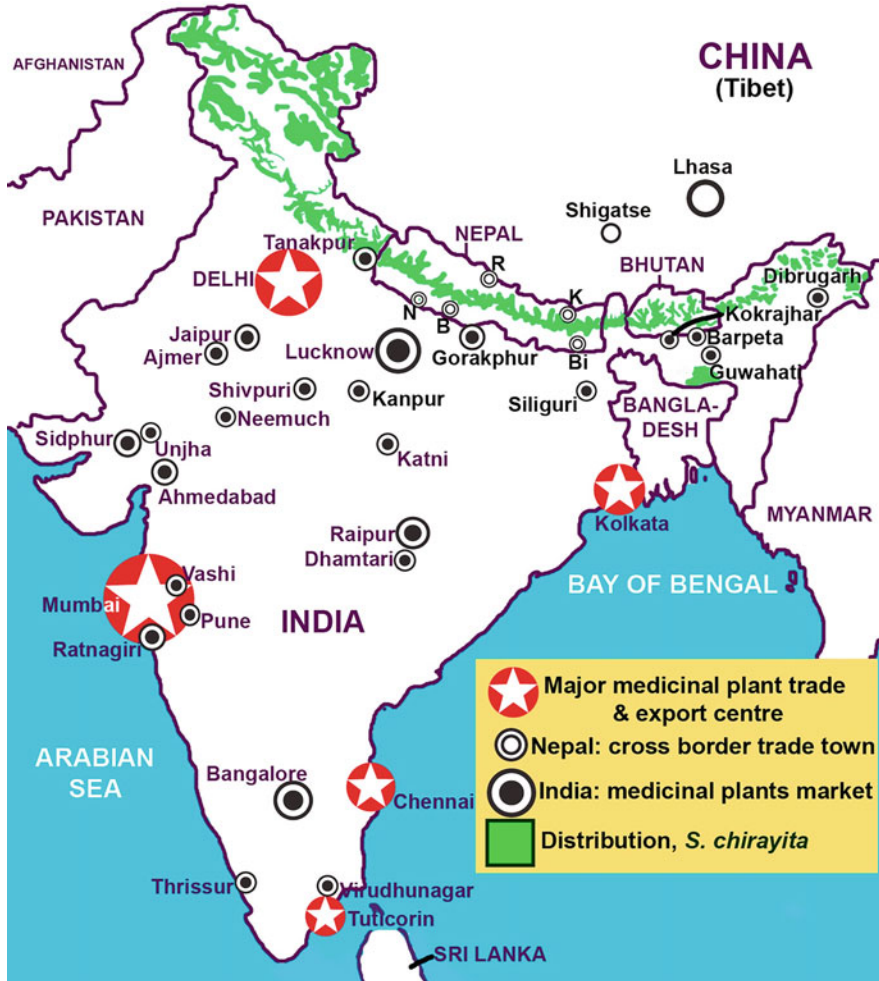 AFGHANISTAN
CHINA
(Tibet)
Lhasa
PAKISTAN
Shigatse
NEPAL
Tanakpur
BHUTAN
DELHI
R
Dibrugarh
K
N
B
Kokrajhar
Jaipur
Barpeta
Ajmer
Lucknow
Gorakphur
Bi
Guwahati
Shivpuri
Kanpur
Siliguri
BANGLA-
DESH
Neemuch
Sidphur
Unjha
Katni
Ahmedabad
Kolkata
MYANMAR
Raipur
Dhamtari
Vashi
BAY OF BENGAL
Mumbai
Pune
INDIA
Ratnagiri
Major medicinal plant trade
& export centre
Nepal: cross border trade town
ARABIAN
SEA
Bangalore
India: medicinal plants market
Chennai
Distribution, S. chirayita
Thrissur
Virudhunagar
Tuticorin
SRI LANKA